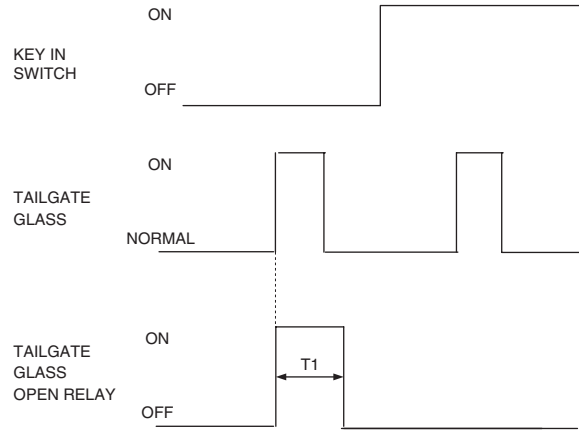 ON
KEY IN
SWITCH
OFF
ON
TAILGATE
GLASS
NORMAL
ON
TAILGATE
GLASS
OPEN RELAY
T1
OFF